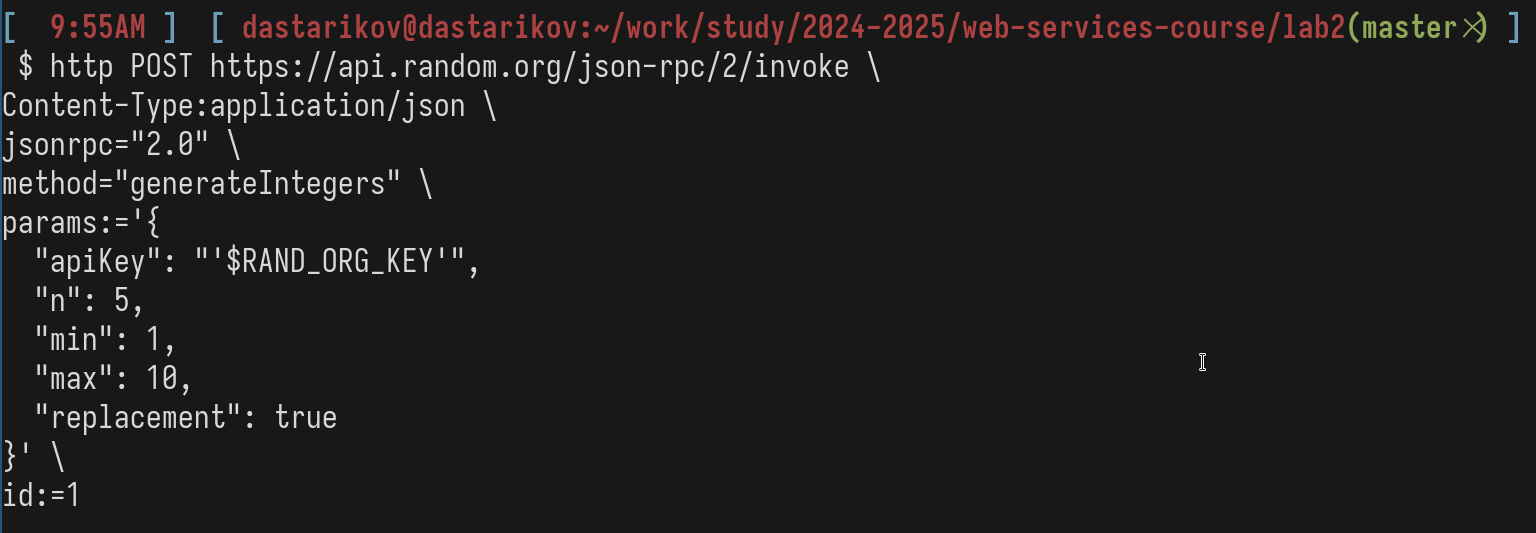 [  9:55AM ]  [ dastarikov@dastarikov:~/work/study/2024-2025/web-services-course/lab2(master✕) ]
 $ http POST https://api.random.org/json-rpc/2/invoke \
Content-Type:application/json \
jsonrpc="2.0" \
method="generateIntegers" \
params:='{
  "apiKey": "'$RAND_ORG_KEY'",
  "n": 5,
  "min": 1,
  "max": 10,
  "replacement": true
}' \
id:=1